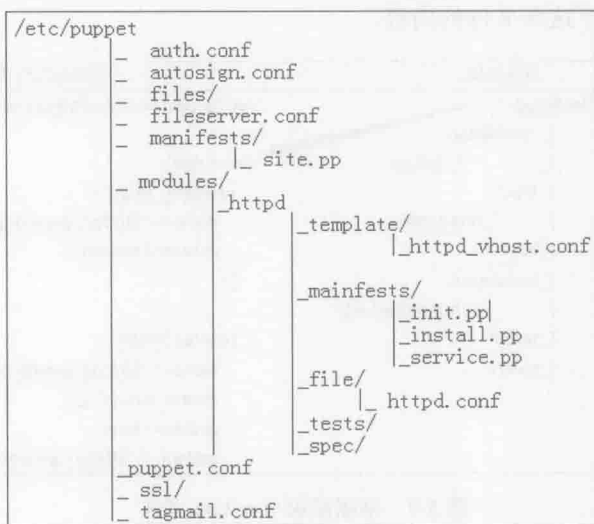 /etc/puppet
|_ auth.conf
|_ autosign.conf
|_ files/
|_ fileserver.conf
|_ manifests/
|_ site.pp
|_ modules/
|_httpd
|_template/
|_httpd_vhost.conf
|_mainfests/
|_init.pp|
|_install.pp
|_service.pp
|_file/
|_ httpd.conf
|_tests/
|_spec/
|_puppet.conf
|_ ssl/
|_ tagmail.conf